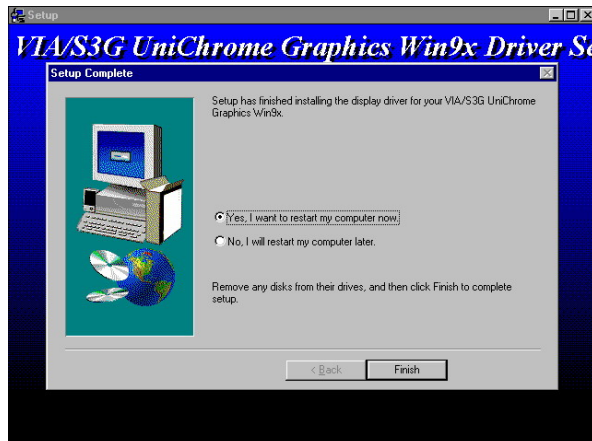 Setup
VIA/S3G UniChrome Graphics Win9x Driver Se
Setup Complete
Setup has finished installing the display driver for your VIA/S3G UniChrome
Graphics Win9x.
Yes, I want to restart my computer now.
No, I will restart my computer later.
Remove any disks from their drives, and then click Finish to complete
setup.
< Back
Finish